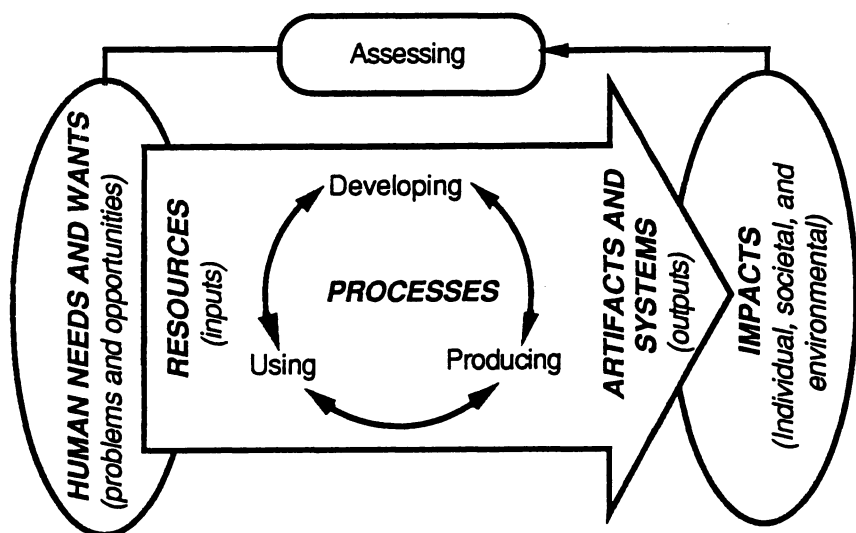 Assessing
HUMAN NEEDS AND WANTS
(problems and opportunities)
RESOURCES
(inputs)
Developing
PROCESSES
Using
Producing
ARTIFACTS AND
SYSTEMS
(outputs)
IMPACTS
(Individual, societal, and
environmental)